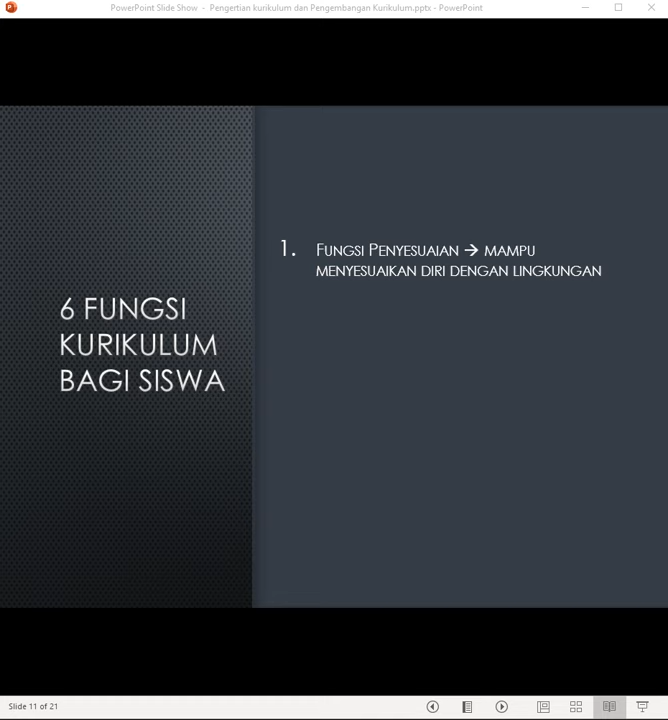 PowerPoint Slide Show - Pengertian kurikulum dan Pengembangan Kurikulum.pptx - PowerPoint
6 FUNGSI
KURIKULUM
BAGI SISWA
1. FUNGSI PENYESUAIAN → MAMPU
MENYESUAIKAN DIRI DENGAN LINGKUNGAN
Slide 11 of 21